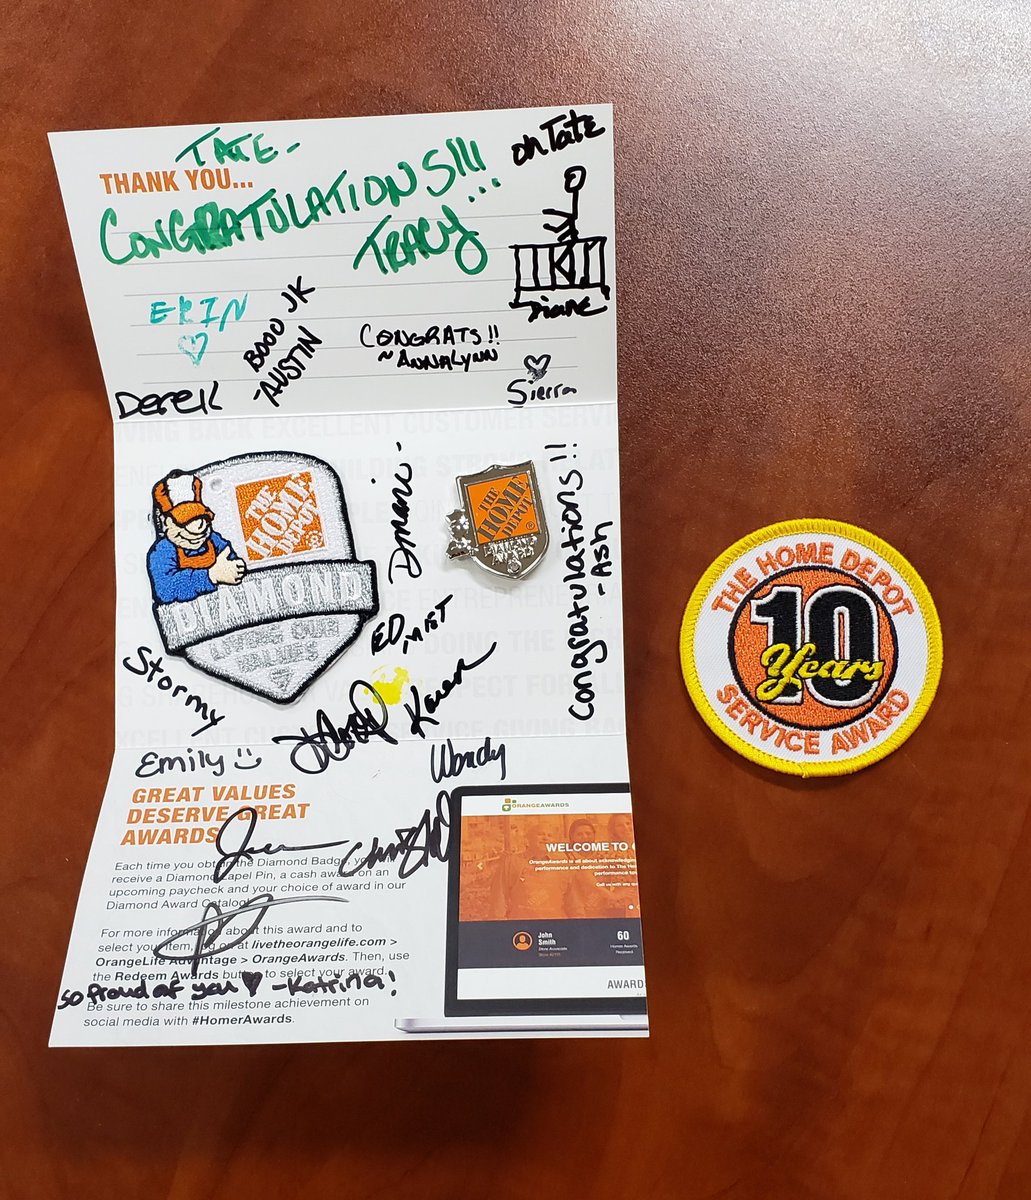 TATE-
THANK YOU...
CONGRATULATIONS!!!...
TRACY
oh Tate
Diane
ERIN
BOOO JK
-AUSTIN
CONGRATS!!
~ANNALYNN
Derek
Sierra
THE
HOME
DEPOT
DIAMOND
LIVING OUR
VALUES
THE
HOME
DEPOT
®
Congratulations!!
-Ash
Stormy
Karen
Emily
Wendy
THE HOME DEPOT
10
Years
SERVICE AWARD
GREAT VALUES
DESERVE GREAT
AWARDS
Each time you obtain the Diamond Badge, you will
receive a Diamond Lapel Pin, a cash award on an
upcoming paycheck and your choice of award in our
Diamond Award Catalog!
For more information about this award and to
select your item, log on at livetheorangelife.com >
OrangeLife Advantage > OrangeAwards. Then, use
the Redeem Awards button to select your award.
So Proud of you ♥ -Katrina!
Be sure to share this milestone achievement on
social media with #HomerAwards.
ORANGEAWARDS
WELCOME TO
John
Smith
Store Associate
60
AWARD